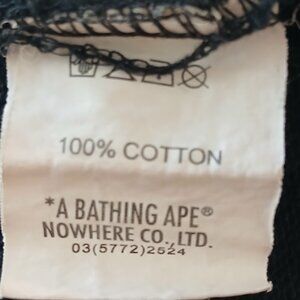 100% COTTON
*A BATHING APE®
NOWHERE CO., LTD.
03(5772)2524